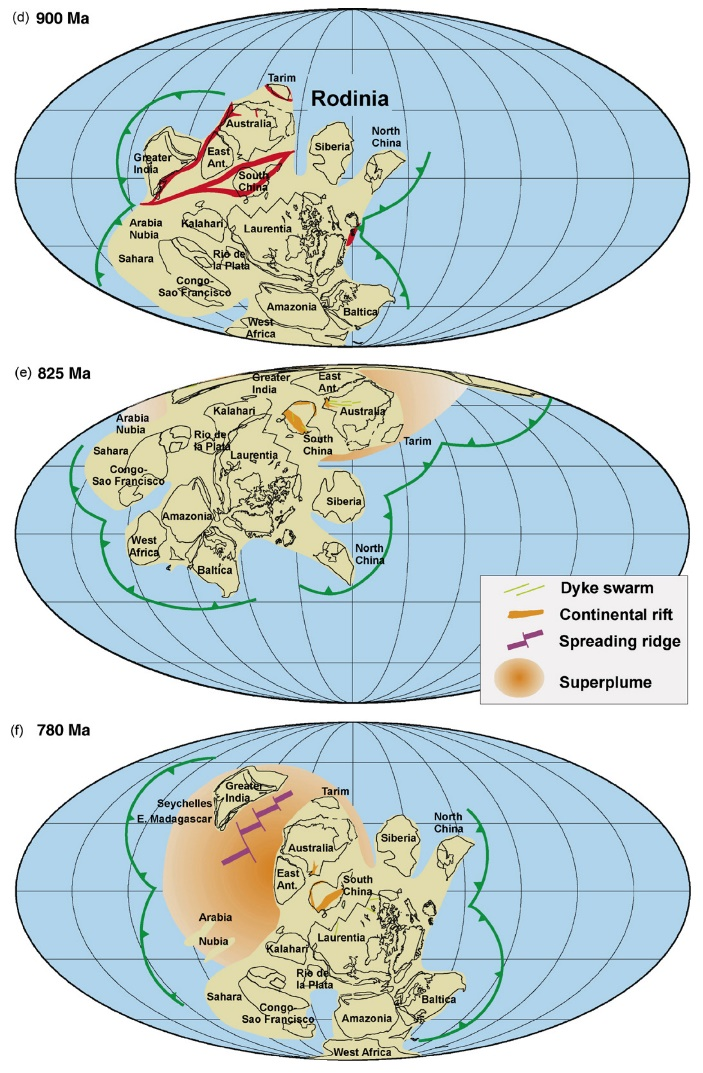 (d) 900 Ma
Tarim
Rodinia
Australia
North
China
Siberia
East
Ant.
Greater
India
South
China
Arabia
Nubia
Kalahari
Laurentia
Sahara
Rio de
la Plata
Congo-
Sao Francisco
Amazonia
Baltica
West
Africa
(e) 825 Ma
Greater
India
East
Ant.
Arabia
Nubia
Kalahari
Australia
Rio de
la Plata
South
China
Tarim
Sahara
Laurentia
Congo-
Sao Francisco
Siberia
Amazonia
West
Africa
North
China
Baltica
Dyke swarm
Continental rift
Spreading ridge
Superplume
(f) 780 Ma
Greater
India
Tarim
Seychelles
E. Madagascar
North
China
Siberia
Australia
East
Ant.
South
China
Arabia
Nubia
Laurentia
Kalahari
Rio de
la Plata
Sahara
Baltica
Congo-
Sao Francisco
Amazonia
West Africa